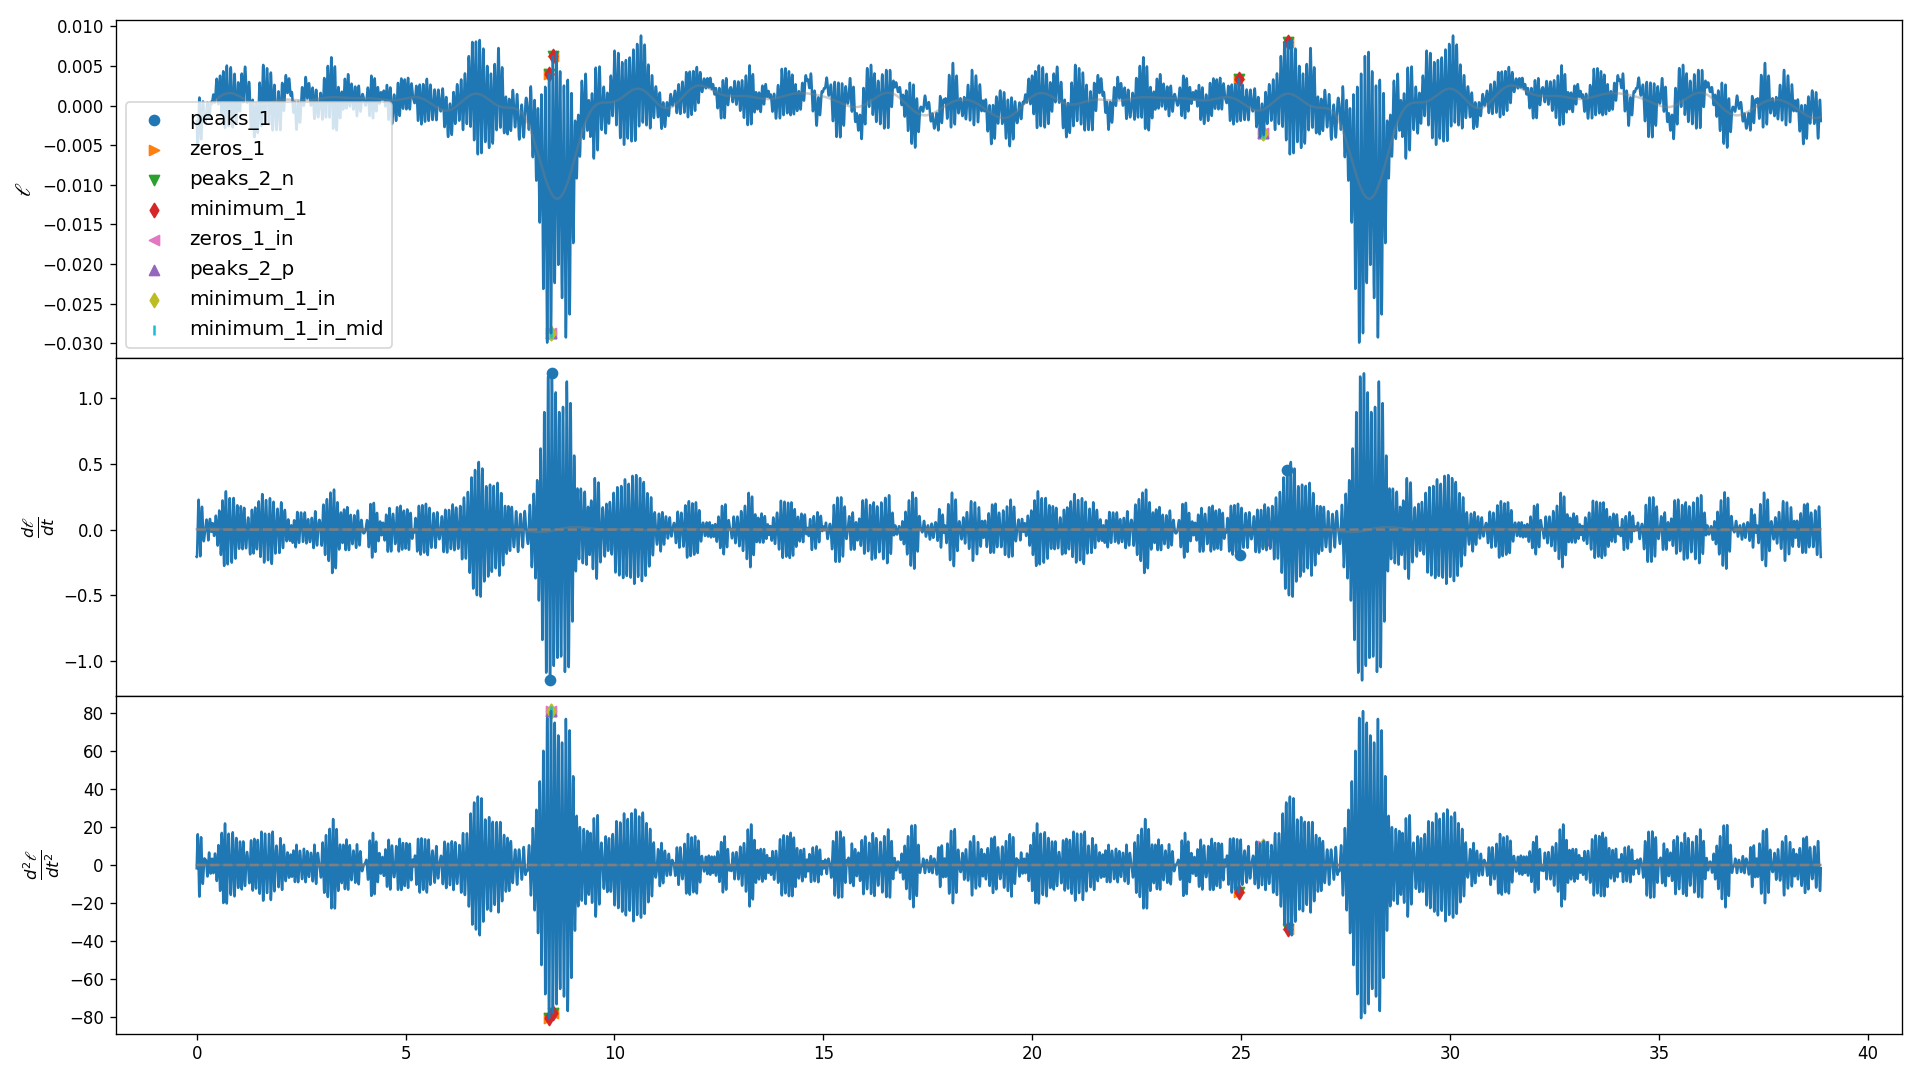 0.010
0.005
0.000
−0.005
−0.010
−0.015
−0.020
−0.025
−0.030
ℓ
peaks_1
zeros_1
peaks_2_n
minimum_1
zeros_1_in
peaks_2_p
minimum_1_in
minimum_1_in_mid
1.0
0.5
0.0
−0.5
−1.0
dℓ
dt
80
60
40
20
0
−20
−40
−60
−80
d²ℓ
dt²
0 5 10 15 20 25 30 35 40